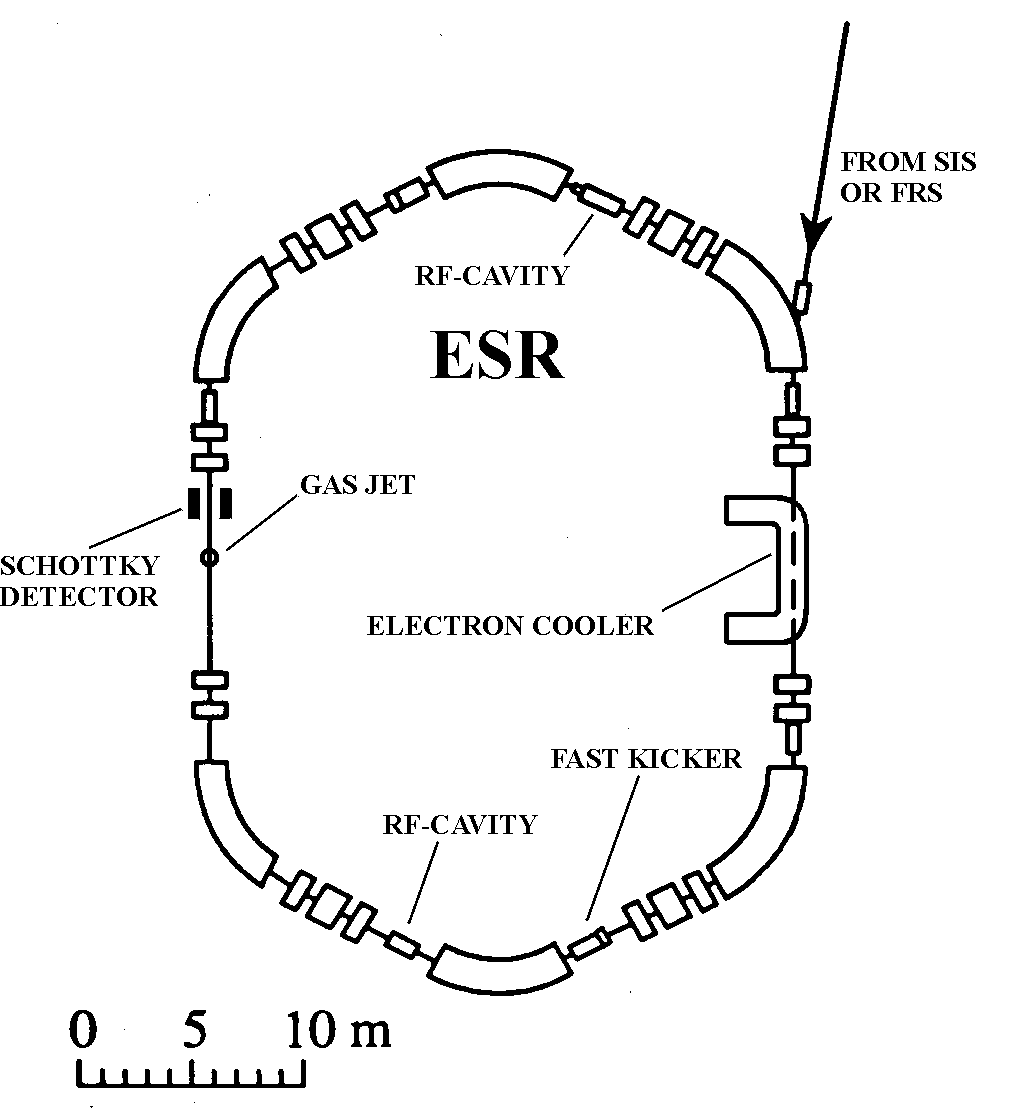 FROM SIS
OR FRS
RF-CAVITY
ESR
GAS JET
SCHOTTKY
DETECTOR
ELECTRON COOLER
FAST KICKER
RF-CAVITY
0 5 10 m